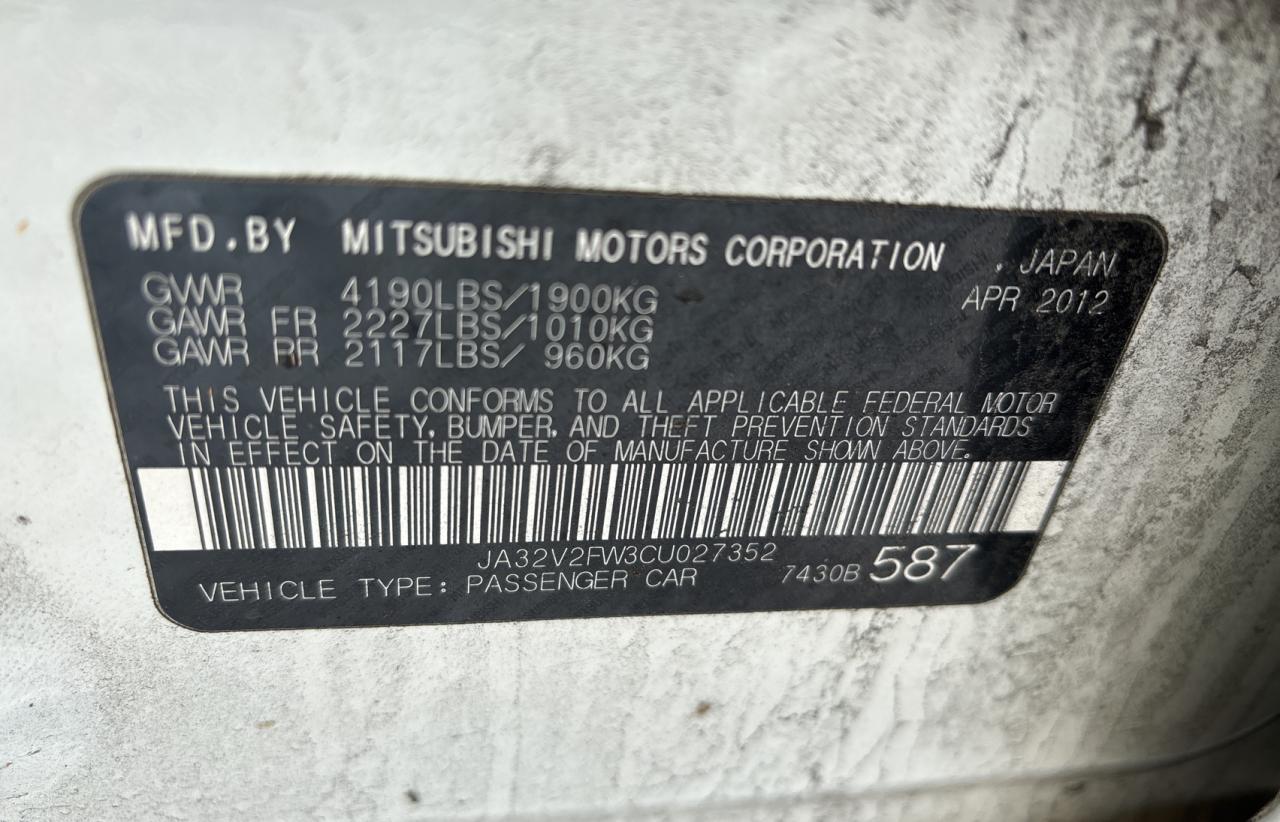 MFD.BY MITSUBISHI MOTORS CORPORATION , JAPAN
APR 2012
GVWR 4190LBS/1900KG
GAWR FR 2227LBS/1010KG
GAWR RR 2117LBS/ 960KG
THIS VEHICLE CONFORMS TO ALL APPLICABLE FEDERAL MOTOR
VEHICLE SAFETY, BUMPER, AND THEFT PREVENTION STANDARDS
IN EFFECT ON THE DATE OF MANUFACTURE SHOWN ABOVE.
JA32V2FW3CU027352
VEHICLE TYPE: PASSENGER CAR 7430B 587